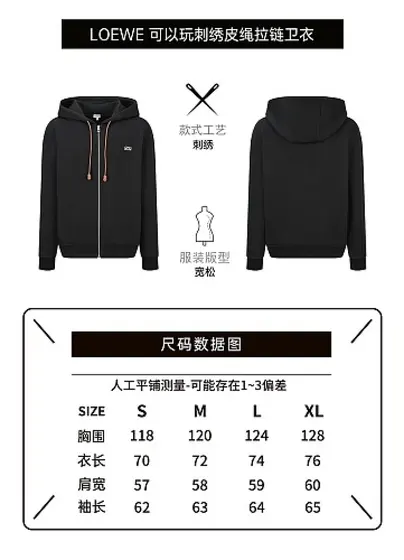 LOEWE 可以玩刺绣皮绳拉链卫衣
款式工艺
刺绣
服装版型
宽松
尺码数据图
人工平铺测量-可能存在1~3偏差
SIZE S M L XL
胸围 118 120 124 128
衣长 70 72 74 76
肩宽 57 58 59 60
袖长 62 63 64 65